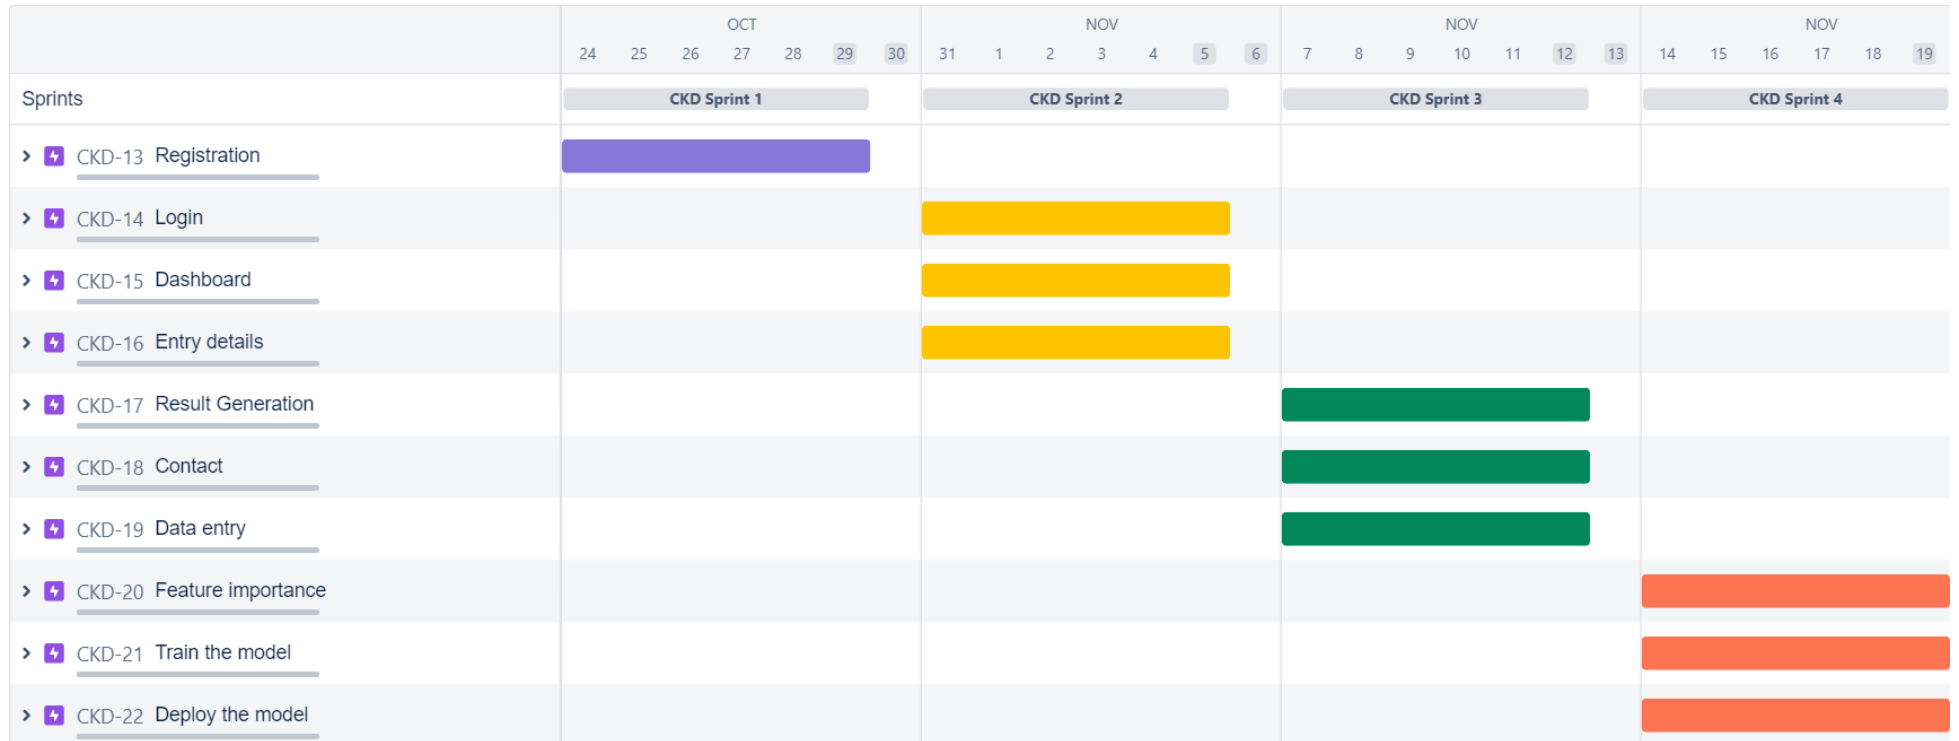 OCT NOV NOV NOV
24 25 26 27 28 29 30 31 1 2 3 4 5 6 7 8 9 10 11 12 13 14 15 16 17 18 19
Sprints CKD Sprint 1 CKD Sprint 2 CKD Sprint 3 CKD Sprint 4
CKD-13 Registration
CKD-14 Login
CKD-15 Dashboard
CKD-16 Entry details
CKD-17 Result Generation
CKD-18 Contact
CKD-19 Data entry
CKD-20 Feature importance
CKD-21 Train the model
CKD-22 Deploy the model